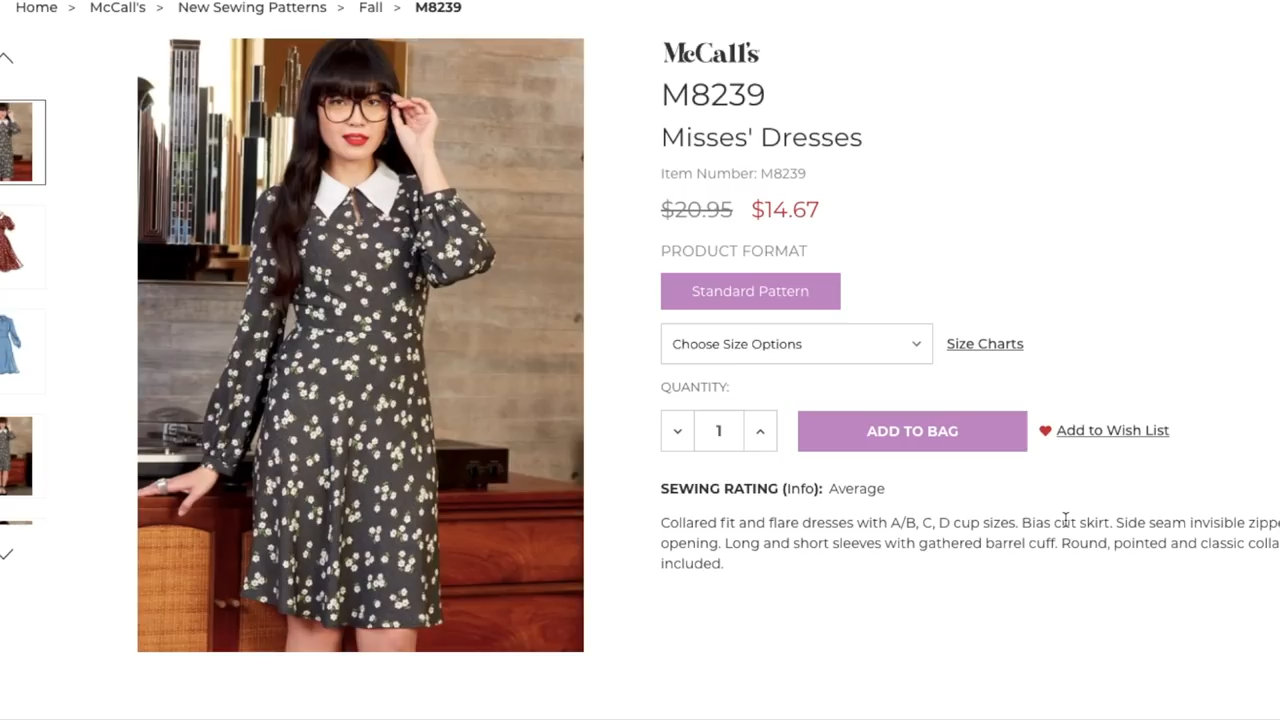 Home > McCall's > New Sewing Patterns > Fall > M8239
McCall's
M8239
Misses' Dresses
Item Number: M8239
$20.95 $14.67
PRODUCT FORMAT
Standard Pattern
Choose Size Options Size Charts
QUANTITY:
1 ADD TO BAG Add to Wish List
SEWING RATING (Info): Average
Collared fit and flare dresses with A/B, C, D cup sizes. Bias cut skirt. Side seam invisible
opening. Long and short sleeves with gathered barrel cuff. Round, pointed and classic
included.